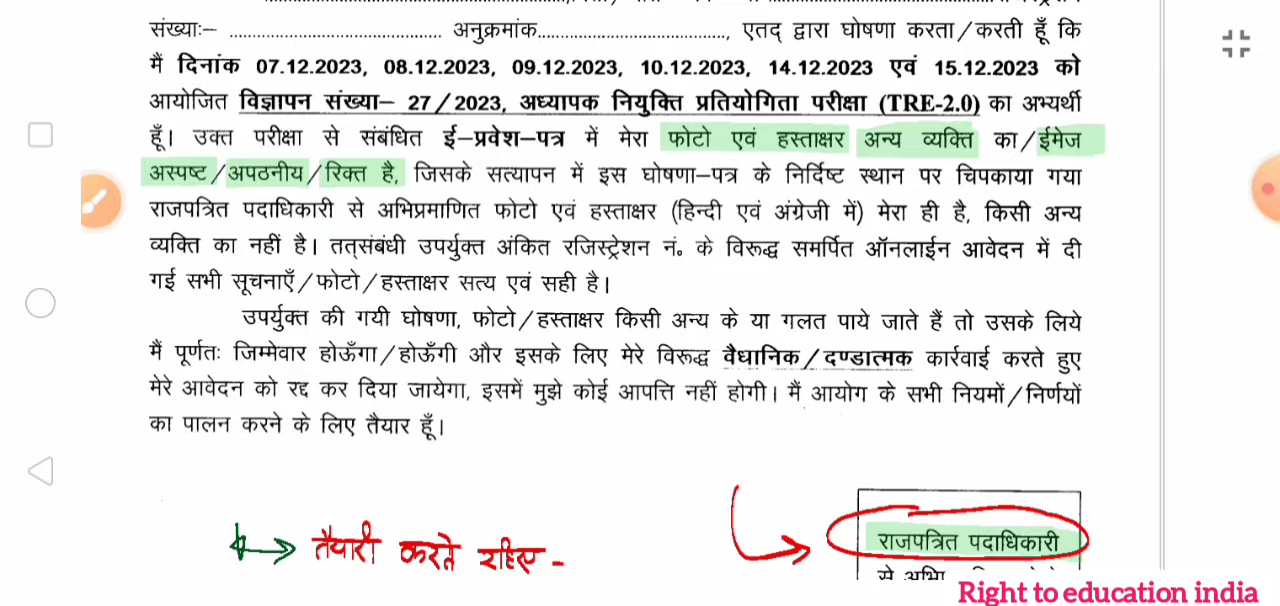 संख्याः– ............................................. अनुक्रमांक........................................, एतद् द्वारा घोषणा करता/करती हूँ कि
मैं दिनांक 07.12.2023, 08.12.2023, 09.12.2023, 10.12.2023, 14.12.2023 एवं 15.12.2023 को
आयोजित विज्ञापन संख्या– 27/2023, अध्यापक नियुक्ति प्रतियोगिता परीक्षा (TRE-2.0) का अभ्यर्थी
हूँ। उक्त परीक्षा से संबंधित ई–प्रवेश–पत्र में मेरा फोटो एवं हस्ताक्षर अन्य व्यक्ति का/ईमेज
अस्पष्ट/अपठनीय/रिक्त है, जिसके सत्यापन में इस घोषणा–पत्र के निर्दिष्ट स्थान पर चिपकाया गया
राजपत्रित पदाधिकारी से अभिप्रमाणित फोटो एवं हस्ताक्षर (हिन्दी एवं अंग्रेजी में) मेरा ही है, किसी अन्य
व्यक्ति का नहीं है। तत्संबंधी उपर्युक्त अंकित रजिस्ट्रेशन नं० के विरूद्ध समर्पित ऑनलाईन आवेदन में दी
गई सभी सूचनाएँ/फोटो/हस्ताक्षर सत्य एवं सही है।
उपर्युक्त की गयी घोषणा, फोटो/हस्ताक्षर किसी अन्य के या गलत पाये जाते हैं तो उसके लिये
मैं पूर्णतः जिम्मेवार होऊँगा/होऊँगी और इसके लिए मेरे विरूद्ध वैधानिक/दण्डात्मक कार्रवाई करते हुए
मेरे आवेदन को रद्द कर दिया जायेगा, इसमें मुझे कोई आपत्ति नहीं होगी। मैं आयोग के सभी नियमों/निर्णयों
का पालन करने के लिए तैयार हूँ।
तैयारी करते रहिए -
राजपत्रित पदाधिकारी
Right to education india